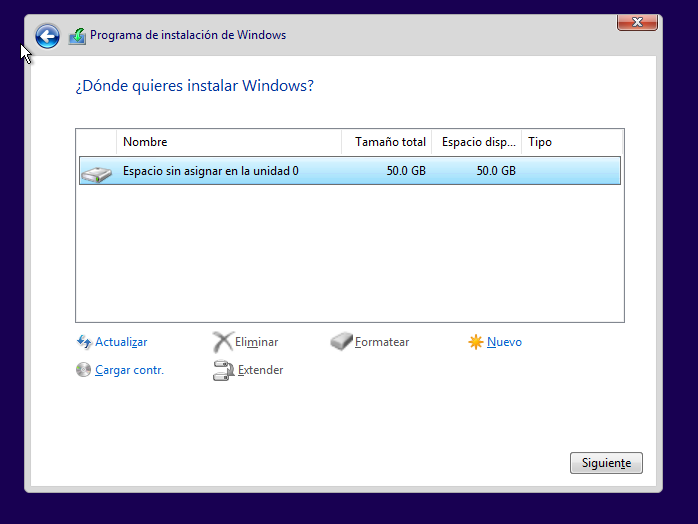 Programa de instalación de Windows
¿Dónde quieres instalar Windows?
Nombre Tamaño total Espacio disp... Tipo
Espacio sin asignar en la unidad 0 50.0 GB 50.0 GB
Actualizar Eliminar Formatear Nuevo
Cargar contr. Extender
Siguiente